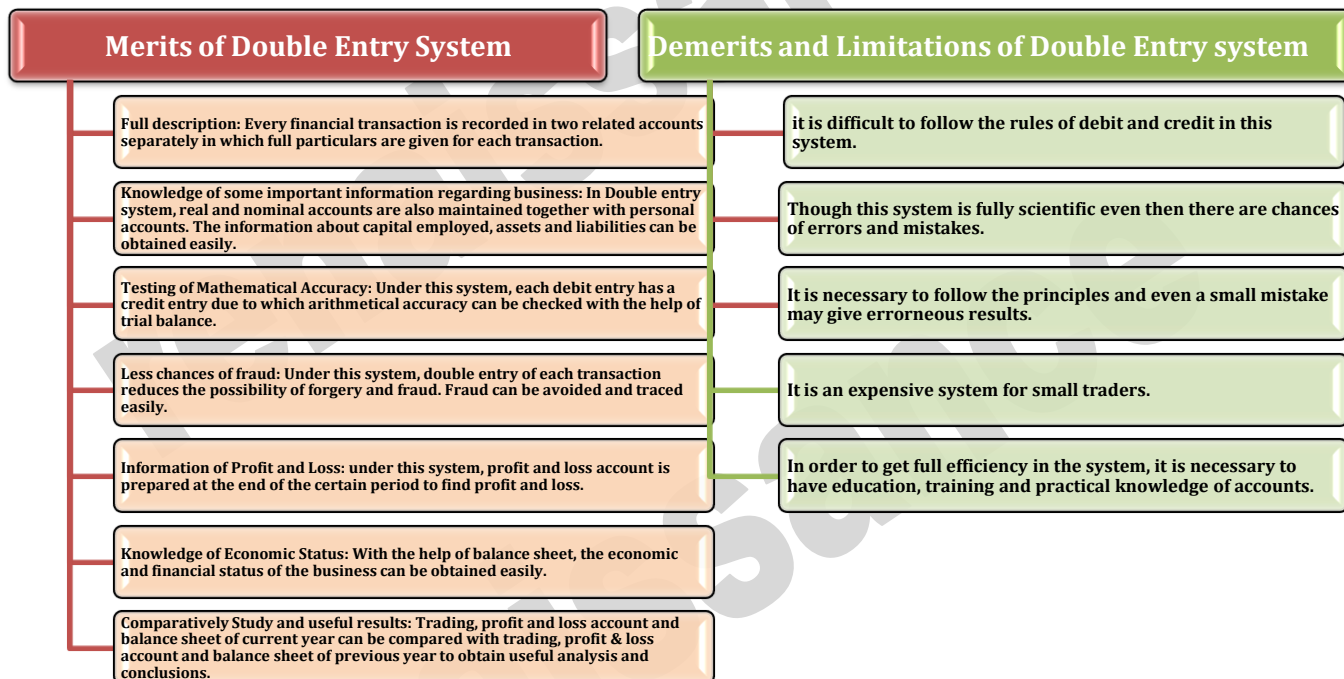 Merits of Double Entry System
Full description: Every financial transaction is recorded in two related accounts
separately in which full particulars are given for each transaction.
Knowledge of some important information regarding business: In Double entry
system, real and nominal accounts are also maintained together with personal
accounts. The information about capital employed, assets and liabilities can be
obtained easily.
Testing of Mathematical Accuracy: Under this system, each debit entry has a
credit entry due to which arithmetical accuracy can be checked with the help of
trial balance.
Less chances of fraud: Under this system, double entry of each transaction
reduces the possibility of forgery and fraud. Fraud can be avoided and traced
easily.
Information of Profit and Loss: under this system, profit and loss account is
prepared at the end of the certain period to find profit and loss.
Knowledge of Economic Status: With the help of balance sheet, the economic
and financial status of the business can be obtained easily.
Comparatively Study and useful results: Trading, profit and loss account and
balance sheet of current year can be compared with trading, profit & loss
account and balance sheet of previous year to obtain useful analysis and
conclusions.
Demerits and Limitations of Double Entry system
it is difficult to follow the rules of debit and credit in this
system.
Though this system is fully scientific even then there are chances
of errors and mistakes.
It is necessary to follow the principles and even a small mistake
may give errorneous results.
It is an expensive system for small traders.
In order to get full efficiency in the system, it is necessary to
have education, training and practical knowledge of accounts.